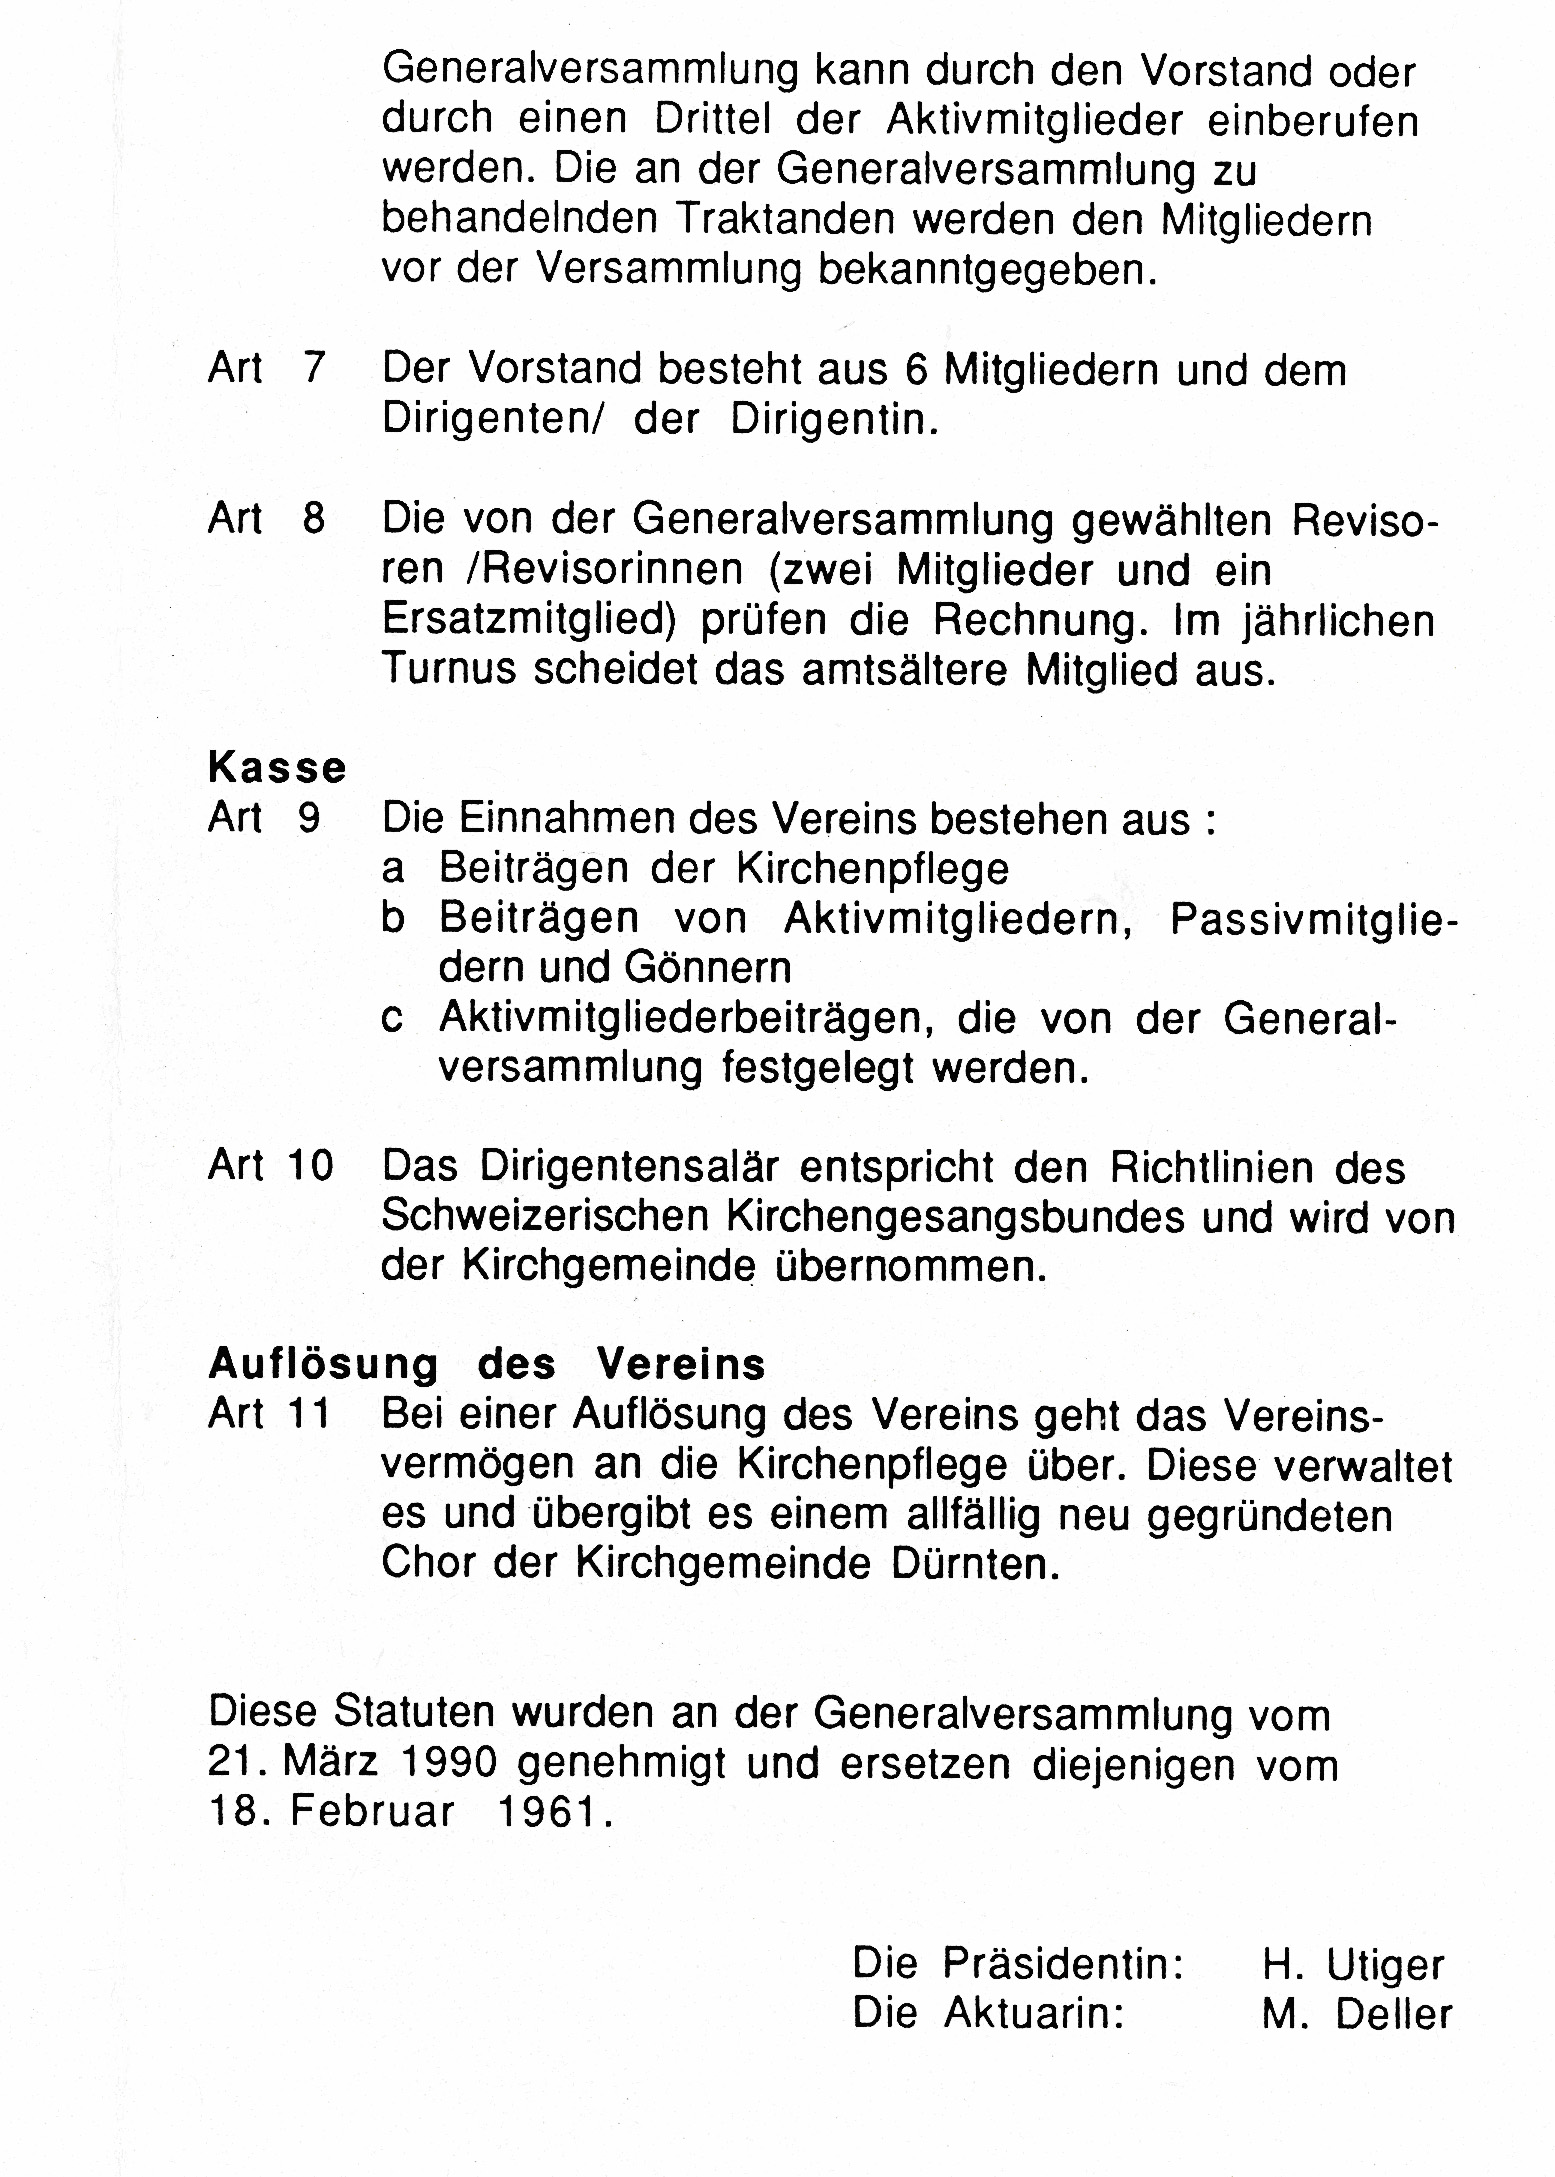 Generalversammlung kann durch den Vorstand oder
durch einen Drittel der Aktivmitglieder einberufen
werden. Die an der Generalversammlung zu
behandelnden Traktanden werden den Mitgliedern
vor der Versammlung bekanntgegeben.
Art 7 Der Vorstand besteht aus 6 Mitgliedern und dem
Dirigenten/ der Dirigentin.
Art 8 Die von der Generalversammlung gewählten Reviso-
ren /Revisorinnen (zwei Mitglieder und ein
Ersatzmitglied) prüfen die Rechnung. Im jährlichen
Turnus scheidet das amtsältere Mitglied aus.
Kasse
Art 9 Die Einnahmen des Vereins bestehen aus :
a Beiträgen der Kirchenpflege
b Beiträgen von Aktivmitgliedern, Passivmitglie-
dern und Gönnern
c Aktivmitgliederbeiträgen, die von der General-
versammlung festgelegt werden.
Art 10 Das Dirigentensalär entspricht den Richtlinien des
Schweizerischen Kirchengesangsbundes und wird von
der Kirchgemeinde übernommen.
Auflösung des Vereins
Art 11 Bei einer Auflösung des Vereins geht das Vereins-
vermögen an die Kirchenpflege über. Diese verwaltet
es und übergibt es einem allfällig neu gegründeten
Chor der Kirchgemeinde Dürnten.
Diese Statuten wurden an der Generalversammlung vom
21. März 1990 genehmigt und ersetzen diejenigen vom
18. Februar 1961.
Die Präsidentin: H. Utiger
Die Aktuarin: M. Deller